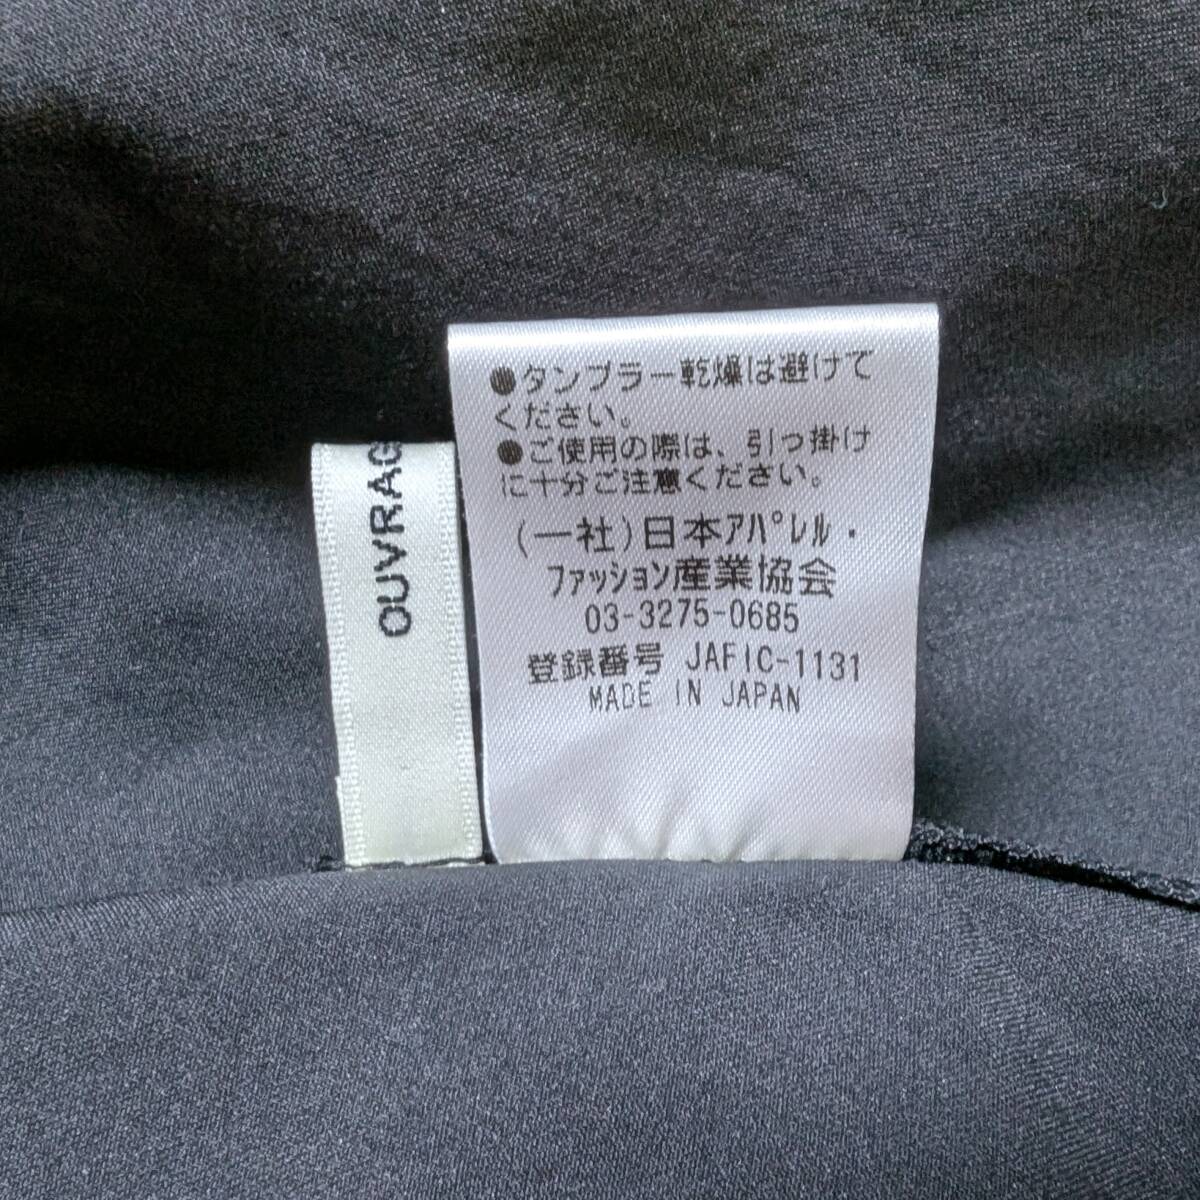 ●タンブラー乾燥は避けて
ください。
●ご使用の際は、引っ掛け
に十分ご注意ください。
(一社)日本アパレル・
ファッション産業協会
03-3275-0685
登録番号 JAFIC-1131
MADE IN JAPAN
OUVRAG